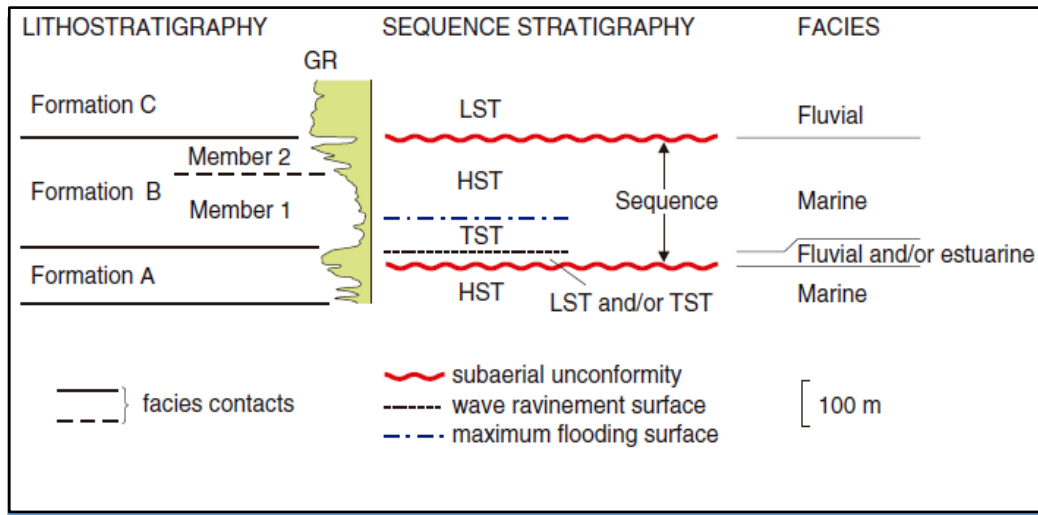 LITHOSTRATIGRAPHY SEQUENCE STRATIGRAPHY FACIES
GR
Formation C LST Fluvial
Member 2
Formation B HST Sequence Marine
Member 1
TST
Fluvial and/or estuarine
Formation A HST Marine
LST and/or TST
subaerial unconformity
facies contacts wave ravinement surface 100 m
maximum flooding surface